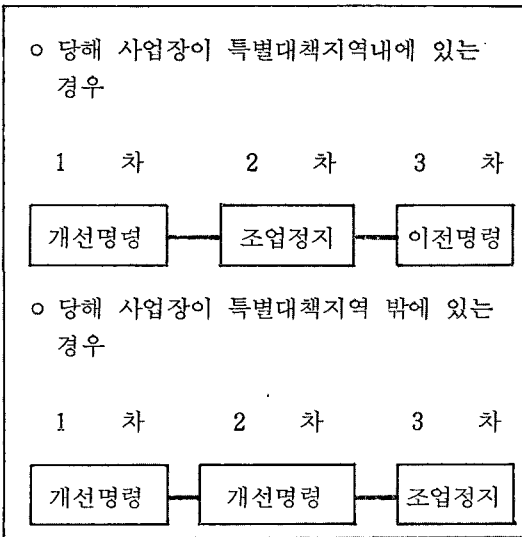 o 당해 사업장이 특별대책지역내에 있는
경우
1 차 2 차 3 차
개선명령 조업정지 이전명령
o 당해 사업장이 특별대책지역 밖에 있는
경우
1 차 2 차 3 차
개선명령 개선명령 조업정지